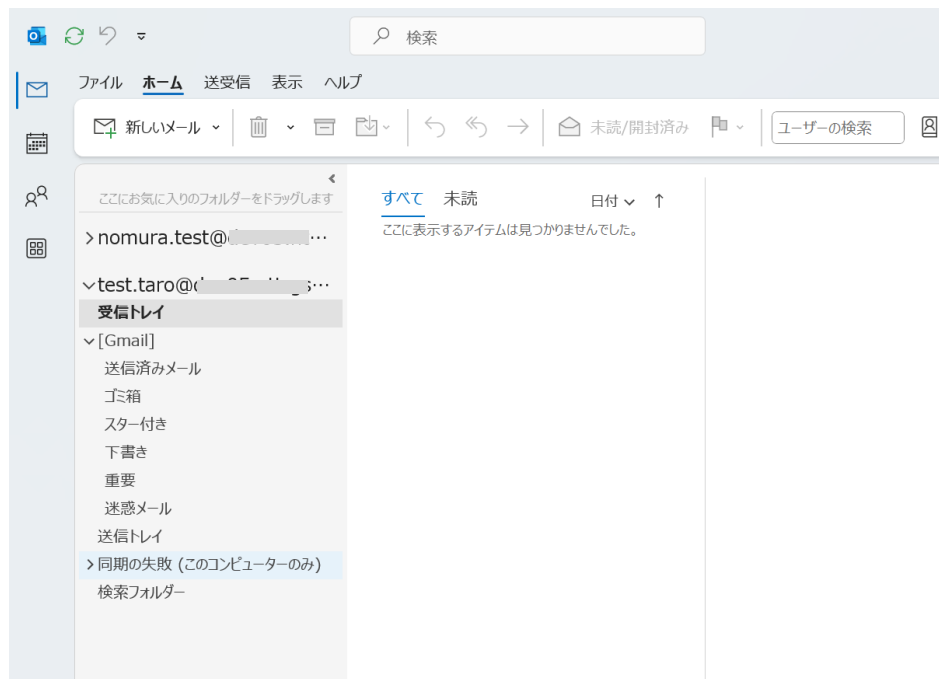 検索
ファイル ホーム 送受信 表示 ヘルプ
新しいメール 未読/開封済み ユーザーの検索
ここにお気に入りのフォルダーをドラッグします
すべて 未読 日付
ここに表示するアイテムは見つかりませんでした。
nomura.test@
test.taro@
受信トレイ
[Gmail]
送信済みメール
ゴミ箱
スター付き
下書き
重要
迷惑メール
送信トレイ
同期の失敗 (このコンピューターのみ)
検索フォルダー